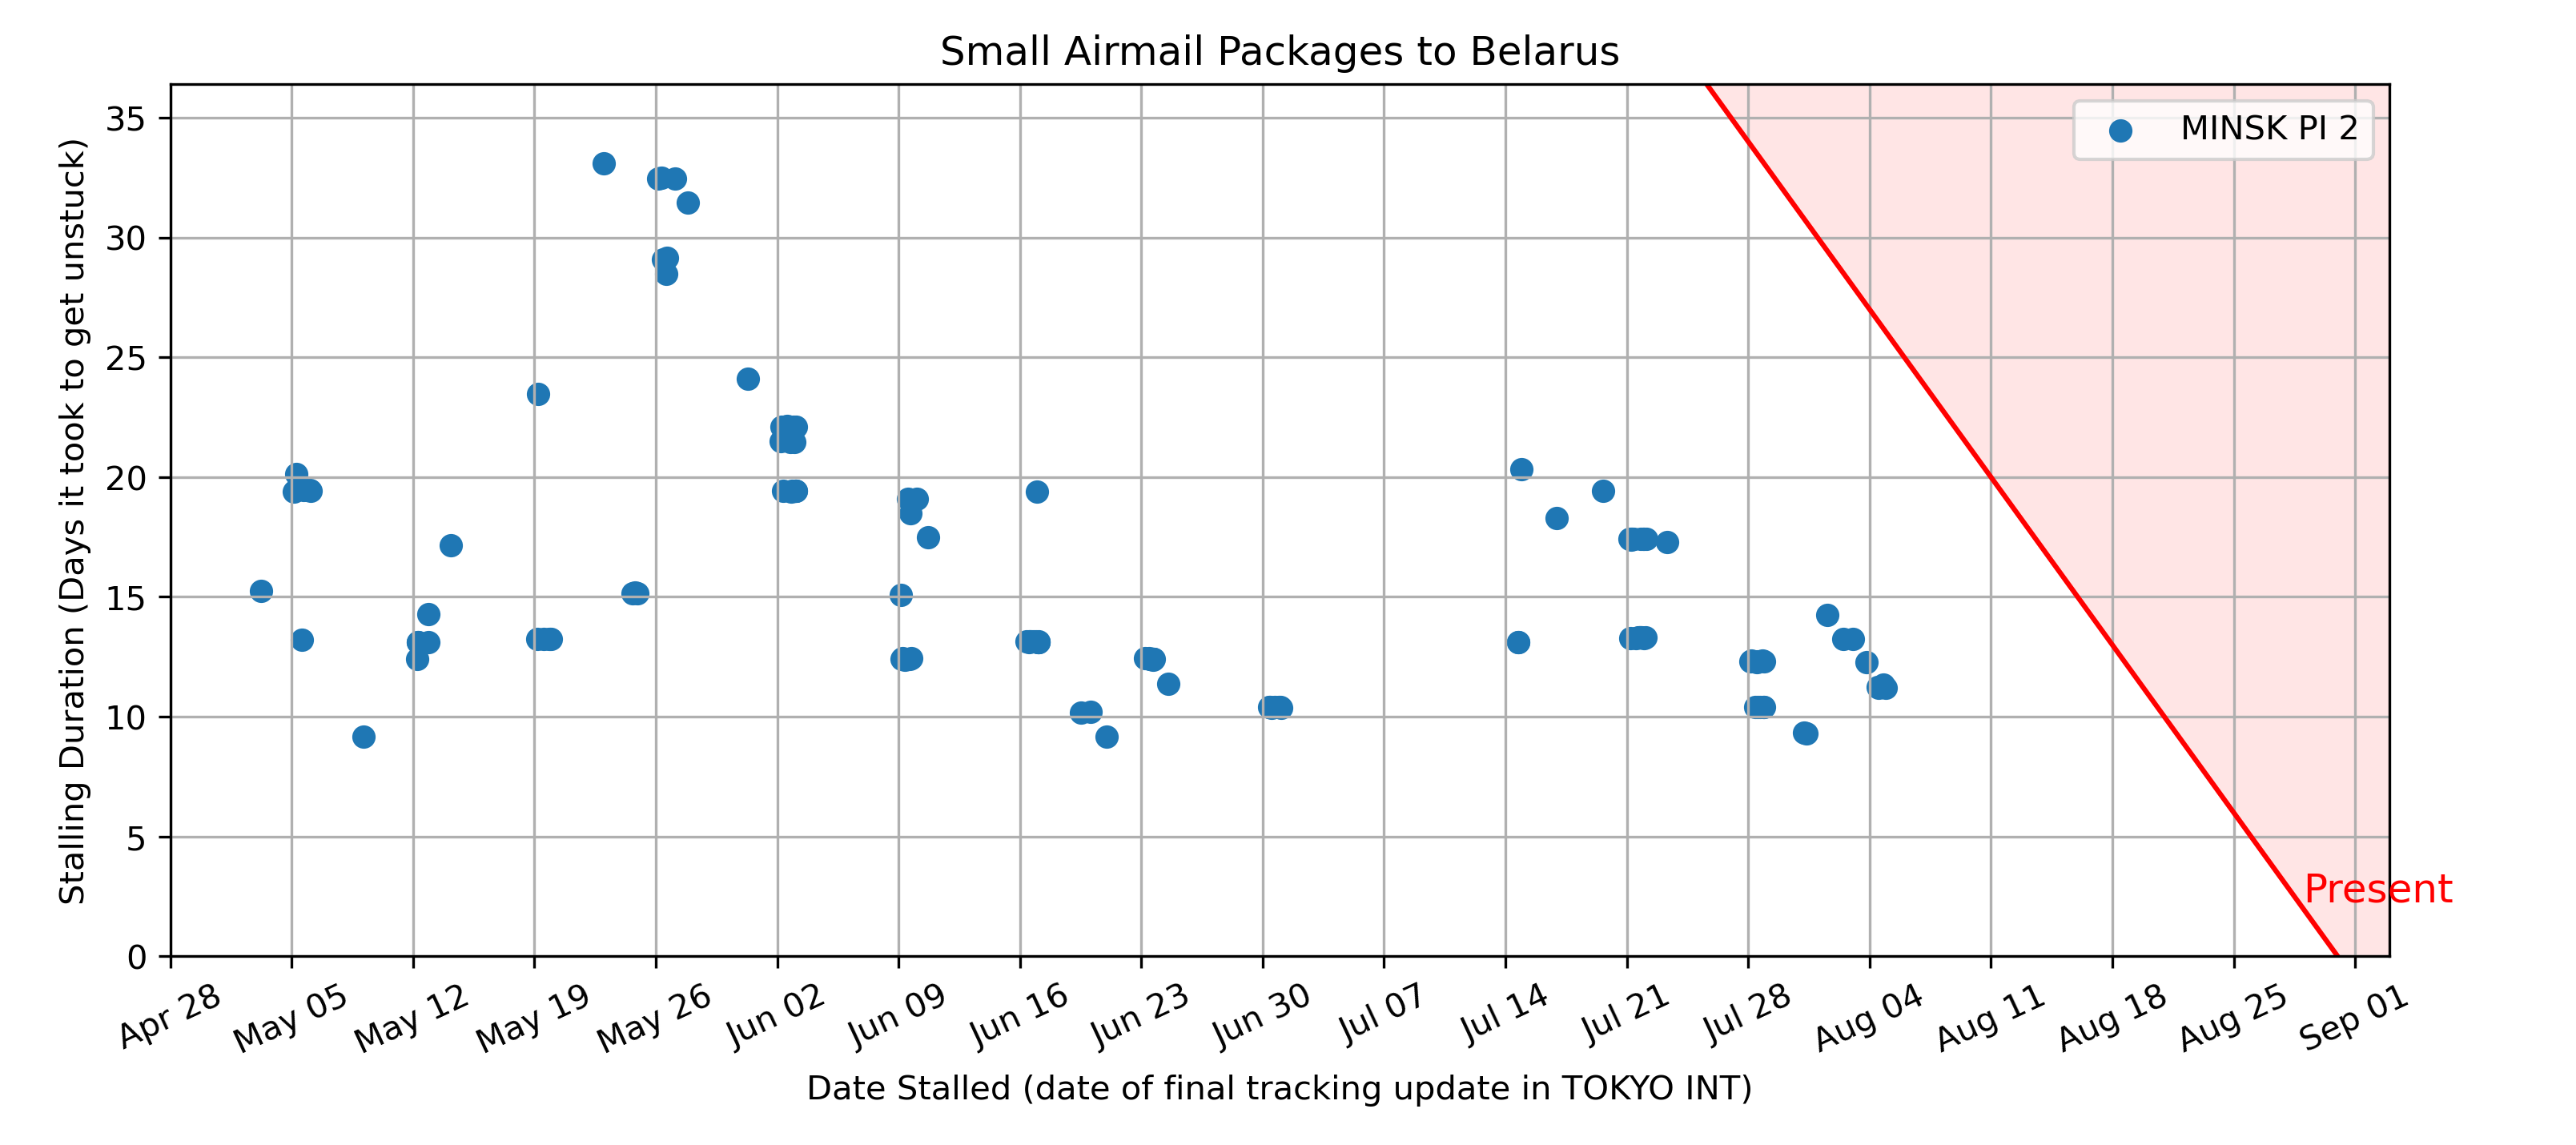 Small Airmail Packages to Belarus
MINSK PI 2
Stalling Duration (Days it took to get unstuck)
35
30
25
20
15
10
5
0
Present
Apr 28
May 05
May 12
May 19
May 26
Jun 02
Jun 09
Jun 16
Jun 23
Jun 30
Jul 07
Jul 14
Jul 21
Jul 28
Aug 04
Aug 11
Aug 18
Aug 25
Sep 01
Date Stalled (date of final tracking update in TOKYO INT)